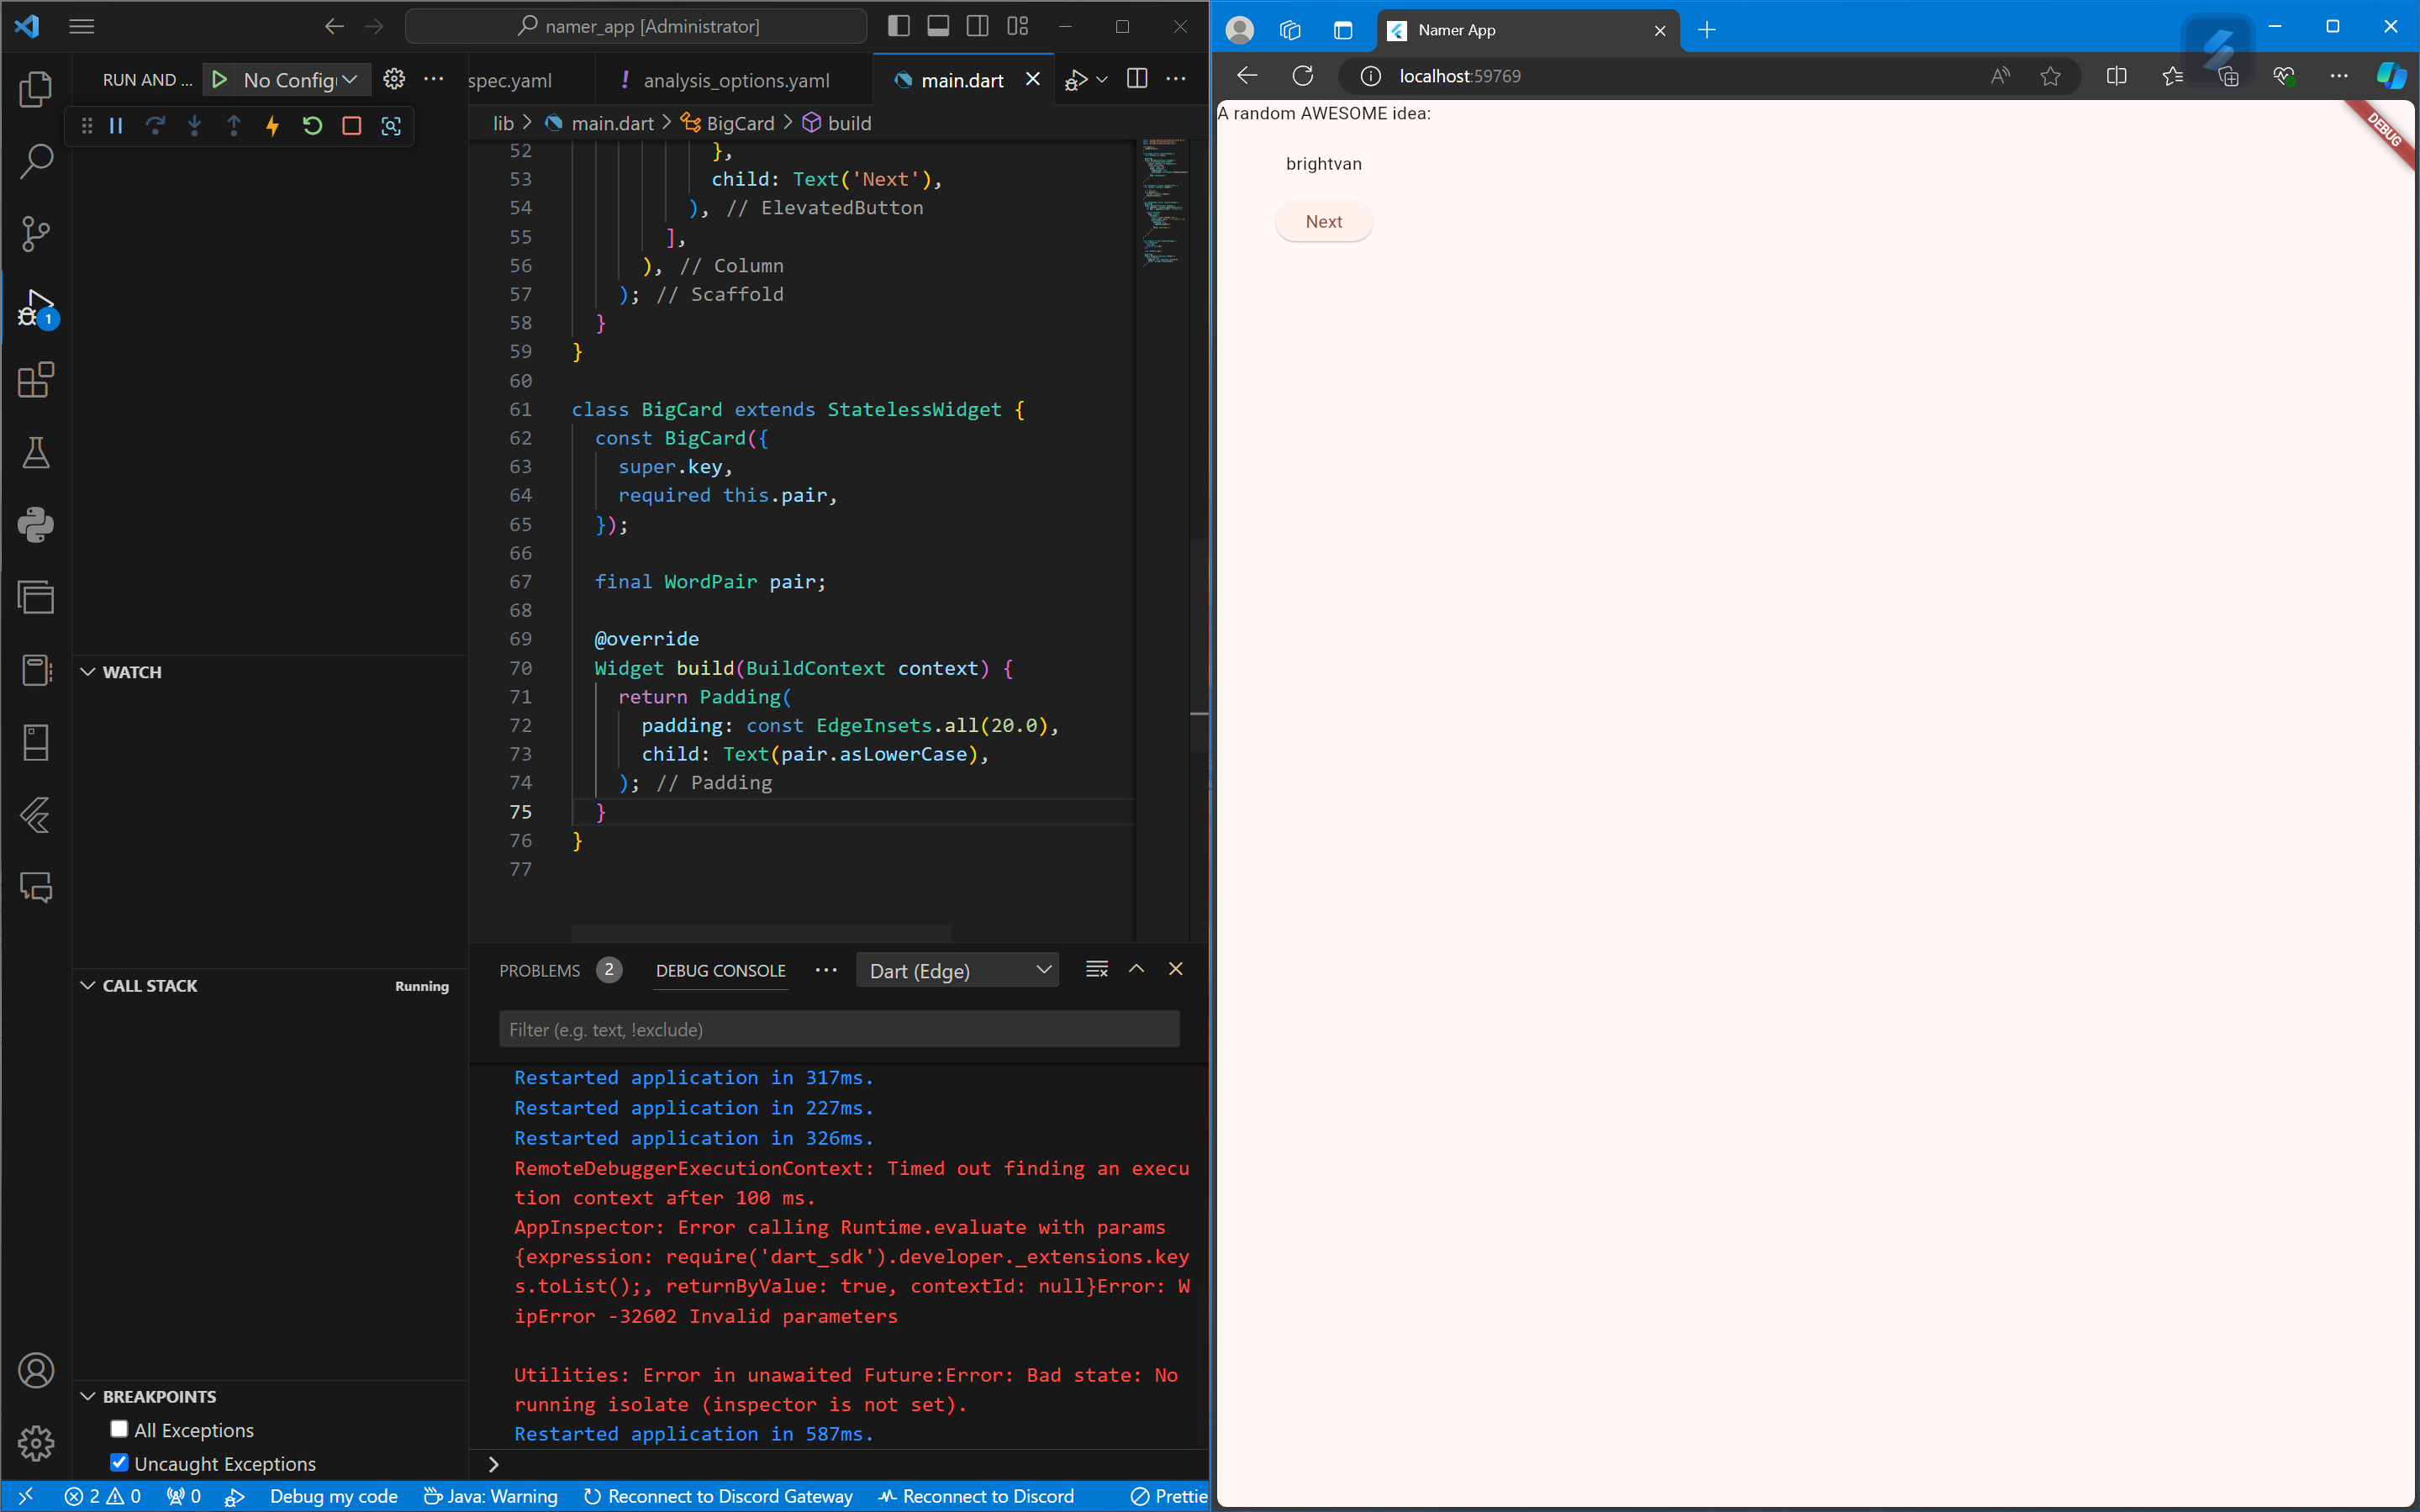 namer_app [Administrator]
RUN AND ...
No Config
spec.yaml
! analysis_options.yaml
main.dart
lib > main.dart > BigCard > build
52 },
53 child: Text('Next'),
54 ), // ElevatedButton
55 ],
56 ), // Column
57 ); // Scaffold
58 }
59 }
60
61 class BigCard extends StatelessWidget {
62 const BigCard({
63 super.key,
64 required this.pair,
65 });
66
67 final WordPair pair;
68
69 @override
70 Widget build(BuildContext context) {
71 return Padding(
72 padding: const EdgeInsets.all(20.0),
73 child: Text(pair.asLowerCase),
74 ); // Padding
75 }
76 }
77
1
WATCH
CALL STACK
Running
BREAKPOINTS
All Exceptions
Uncaught Exceptions
PROBLEMS 2
DEBUG CONSOLE
Dart (Edge)
Filter (e.g. text, !exclude)
Restarted application in 317ms.
Restarted application in 227ms.
Restarted application in 326ms.
RemoteDebuggerExecutionContext: Timed out finding an execu
tion context after 100 ms.
AppInspector: Error calling Runtime.evaluate with params
{expression: require('dart_sdk').developer._extensions.key
s.toList();, returnByValue: true, contextId: null}Error: W
ipError -32602 Invalid parameters
Utilities: Error in unawaited Future:Error: Bad state: No
running isolate (inspector is not set).
Restarted application in 587ms.
2 0 0 Debug my code Java: Warning Reconnect to Discord Gateway Reconnect to Discord Prettie
Namer App
localhost:59769
A random AWESOME idea:
DEBUG
brightvan
Next